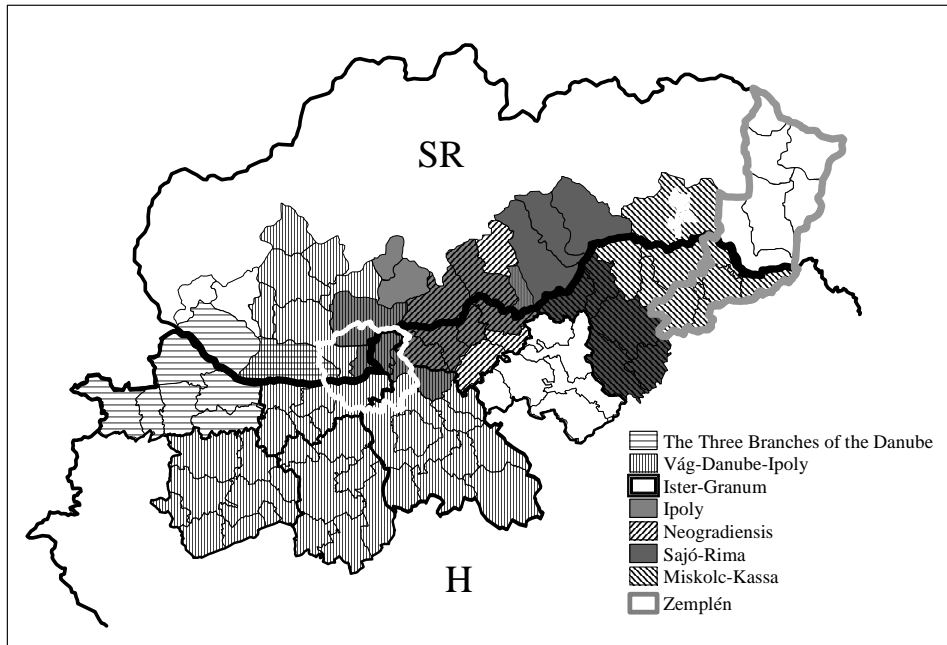 SR
H
The Three Branches of the Danube
Vág-Danube-Ipoly
Ister-Granum
Ipoly
Neogradiensis
Sajó-Rima
Miskolc-Kassa
Zemplén